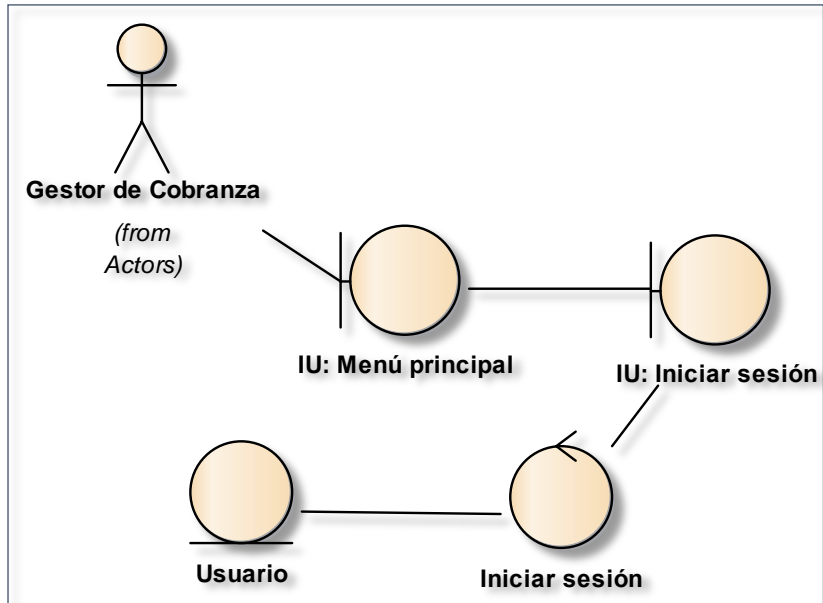 Gestor de Cobranza
(from
Actors)
IU: Menú principal
IU: Iniciar sesión
Usuario
Iniciar sesión